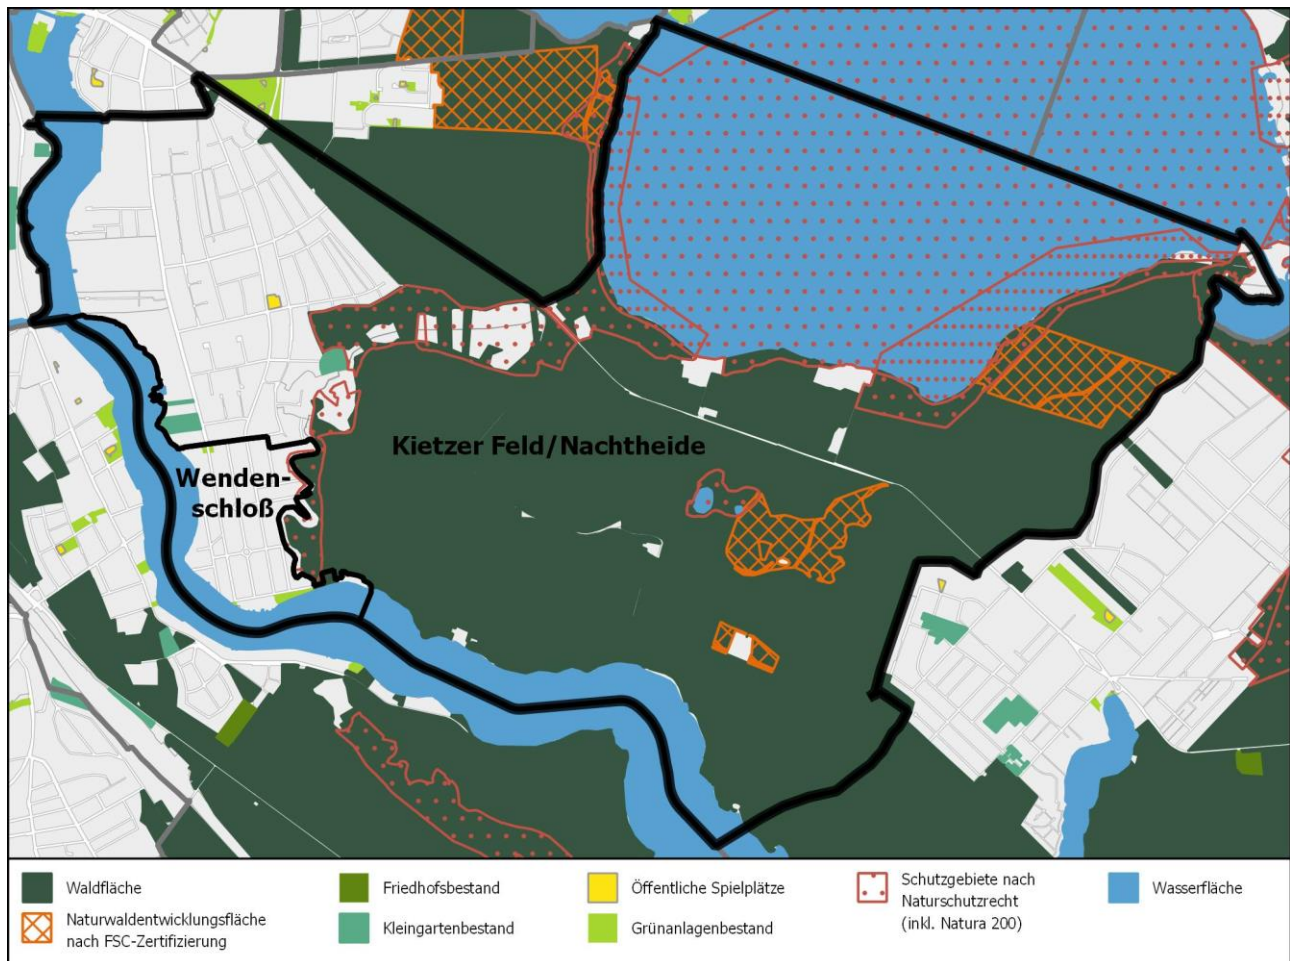 Kietzer Feld/Nachtheide
Wenden-
schloß
Waldfläche
Naturwaldentwicklungsfläche
nach FSC-Zertifizierung
Friedhofsbestand
Kleingartenbestand
Öffentliche Spielplätze
Grünanlagenbestand
Schutzgebiete nach
Naturschutzrecht
(inkl. Natura 200)
Wasserfläche